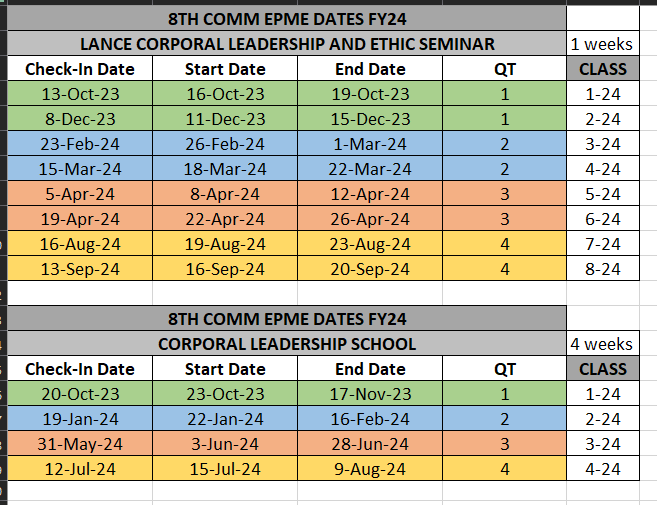 8TH COMM EPME DATES FY24
LANCE CORPORAL LEADERSHIP AND ETHIC SEMINAR 1 weeks
Check-In Date Start Date End Date QT CLASS
13-Oct-23 16-Oct-23 19-Oct-23 1 1-24
8-Dec-23 11-Dec-23 15-Dec-23 1 2-24
23-Feb-24 26-Feb-24 1-Mar-24 2 3-24
15-Mar-24 18-Mar-24 22-Mar-24 2 4-24
5-Apr-24 8-Apr-24 12-Apr-24 3 5-24
19-Apr-24 22-Apr-24 26-Apr-24 3 6-24
16-Aug-24 19-Aug-24 23-Aug-24 4 7-24
13-Sep-24 16-Sep-24 20-Sep-24 4 8-24
8TH COMM EPME DATES FY24
CORPORAL LEADERSHIP SCHOOL 4 weeks
Check-In Date Start Date End Date QT CLASS
20-Oct-23 23-Oct-23 17-Nov-23 1 1-24
19-Jan-24 22-Jan-24 16-Feb-24 2 2-24
31-May-24 3-Jun-24 28-Jun-24 3 3-24
12-Jul-24 15-Jul-24 9-Aug-24 4 4-24